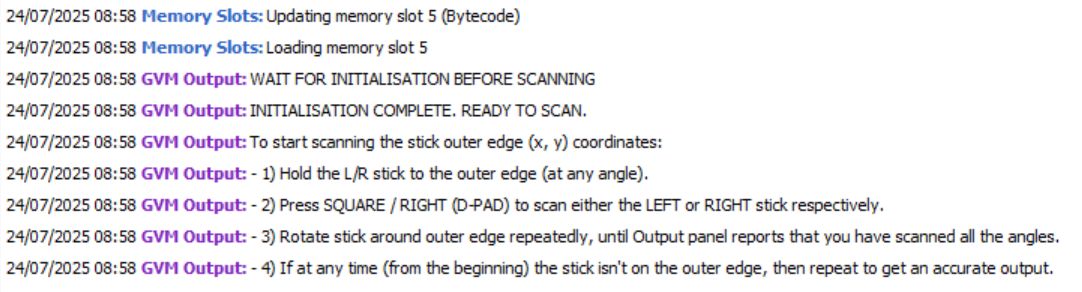 24/07/2025 08:58 Memory Slots: Updating memory slot 5 (Bytecode)
24/07/2025 08:58 Memory Slots: Loading memory slot 5
24/07/2025 08:58 GVM Output: WAIT FOR INITIALISATION BEFORE SCANNING
24/07/2025 08:58 GVM Output: INITIALISATION COMPLETE. READY TO SCAN.
24/07/2025 08:58 GVM Output: To start scanning the stick outer edge (x, y) coordinates:
24/07/2025 08:58 GVM Output: - 1) Hold the L/R stick to the outer edge (at any angle).
24/07/2025 08:58 GVM Output: - 2) Press SQUARE / RIGHT (D-PAD) to scan either the LEFT or RIGHT stick respectively.
24/07/2025 08:58 GVM Output: - 3) Rotate stick around outer edge repeatedly, until Output panel reports that you have scanned all the angles.
24/07/2025 08:58 GVM Output: - 4) If at any time (from the beginning) the stick isn't on the outer edge, then repeat to get an accurate output.